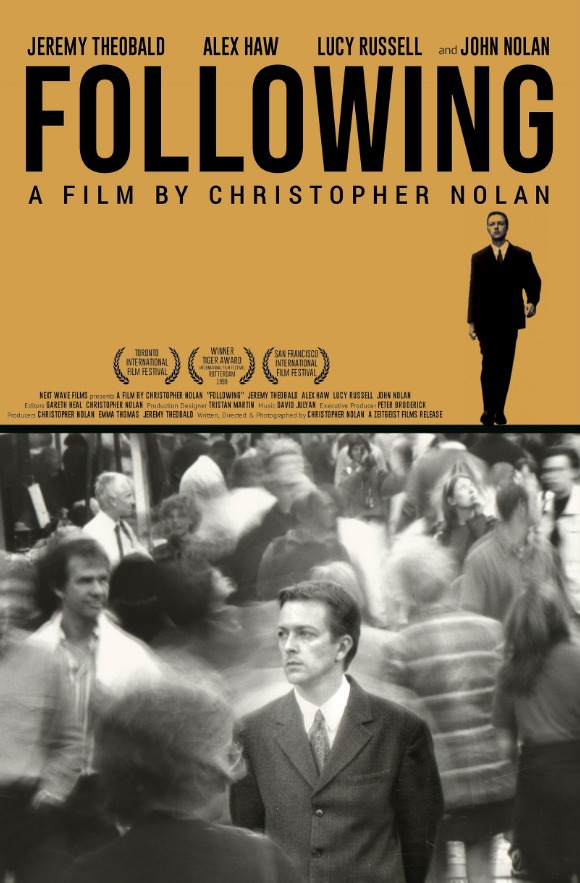 JEREMY THEOBALD ALEX HAW LUCY RUSSELL and JOHN NOLAN
FOLLOWING
A FILM BY CHRISTOPHER NOLAN
TORONTO
INTERNATIONAL
FILM FESTIVAL
WINNER
TIGER AWARD
INTERNATIONAL FILM FESTIVAL
ROTTERDAM
1999
SAN FRANCISCO
INTERNATIONAL
FILM FESTIVAL
NEXT WAVE FILMS presents A FILM BY CHRISTOPHER NOLAN "FOLLOWING" JEREMY THEOBALD ALEX HAW LUCY RUSSELL JOHN NOLAN
Editors GARETH HEAL CHRISTOPHER NOLAN Production Designer TRISTAN MARTIN Music DAVID JULYAN Executive Producer PETER BRODERICK
Producers CHRISTOPHER NOLAN EMMA THOMAS JEREMY THEOBALD Written, Directed & Photographed by CHRISTOPHER NOLAN A ZEITGEIST FILMS RELEASE